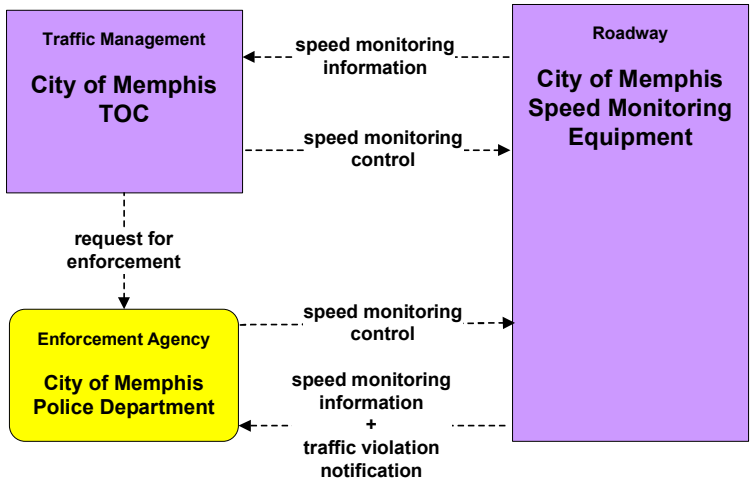 Traffic Management
City of Memphis
TOC
speed monitoring
information
Roadway
City of Memphis
Speed Monitoring
Equipment
speed monitoring
control
request for
enforcement
Enforcement Agency
City of Memphis
Police Department
speed monitoring
control
speed monitoring
information
+
traffic violation
notification